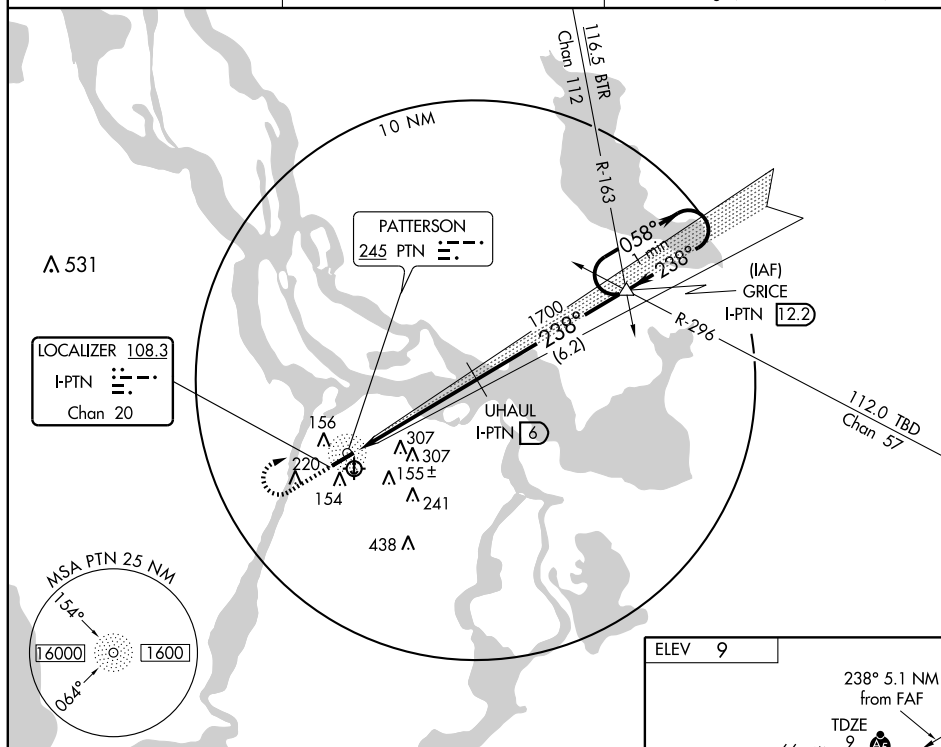 116.5 BTR
Chan 112
R-163
10 NM
PATTERSON
245 PTN
531
058°
1 min
238°
(IAF)
GRICE
I-PTN 12.2
1700
238°
(6.2)
R-296
LOCALIZER 108.3
I-PTN
Chan 20
112.0 TBD
Chan 57
UHAUL
I-PTN 6
156
307
307
220
155±
154
241
438
MSA PTN 25 NM
154°
16000
1600
064°
ELEV 9
238° 5.1 NM
from FAF
TDZE
9